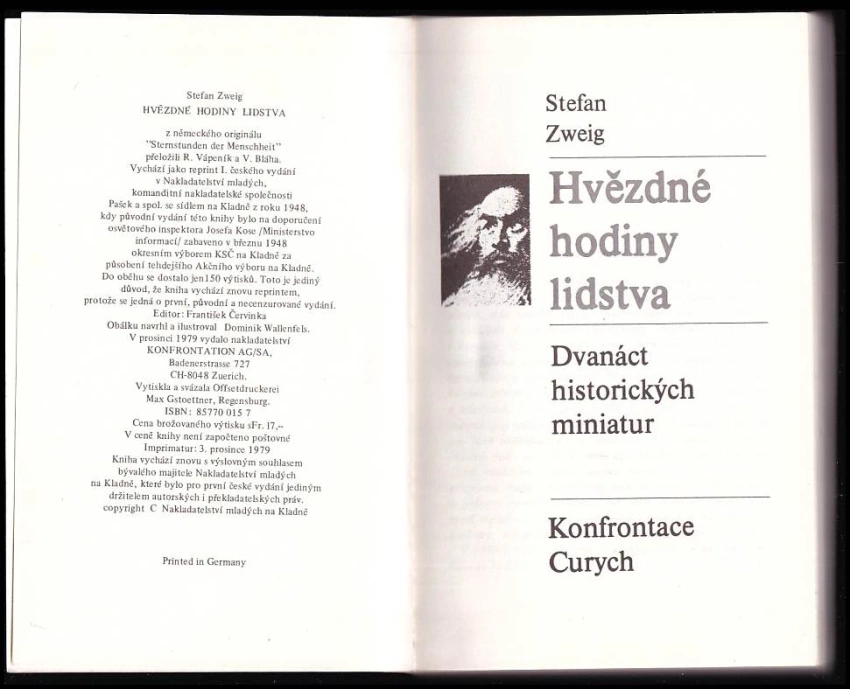 Stefan Zweig
HVĚZDNÉ HODINY LIDSTVA
z německého originálu
"Sternstunden der Menschheit"
přeložili R. Vápeník a V. Bláha.
Vychází jako reprint I. českého vydání
v Nakladatelství mladých,
komanditní nakladatelské společnosti
Pašek a spol. se sídlem na Kladně z roku 1948,
kdy původní vydání této knihy bylo na doporučení
osvětového inspektora Josefa Kose /Ministerstvo
informací/ zabaveno v březnu 1948
okresním výborem KSČ na Kladně za
působení tehdejšího Akčního výboru na Kladně.
Do oběhu se dostalo jen150 výtisků. Toto je jediný
důvod, že kniha vychází znovu reprintem,
protože se jedná o první, původní a necenzurované vydání.
Editor: František Červinka
Obálku navrhl a ilustroval Dominik Wallenfels.
V prosinci 1979 vydalo nakladatelství
KONFRONTATION AG/SA,
Badenerstrasse 727
CH-8048 Zuerich.
Vytiskla a svázala Offsetdruckerei
Max Gstoettner, Regensburg.
ISBN: 85770 015 7
Cena brožovaného výtisku sFr. 17,--
V ceně knihy není započteno poštovné
Imprimatur: 3. prosince 1979
Kniha vychází znovu s výslovným souhlasem
bývalého majitele Nakladatelství mladých
na Kladně, které bylo pro první české vydání jediným
držitelem autorských i překladatelských práv.
copyright C Nakladatelství mladých na Kladně
Printed in Germany
Stefan
Zweig
Hvězdné
hodiny
lidstva
Dvanáct
historických
miniatur
Konfrontace
Curych